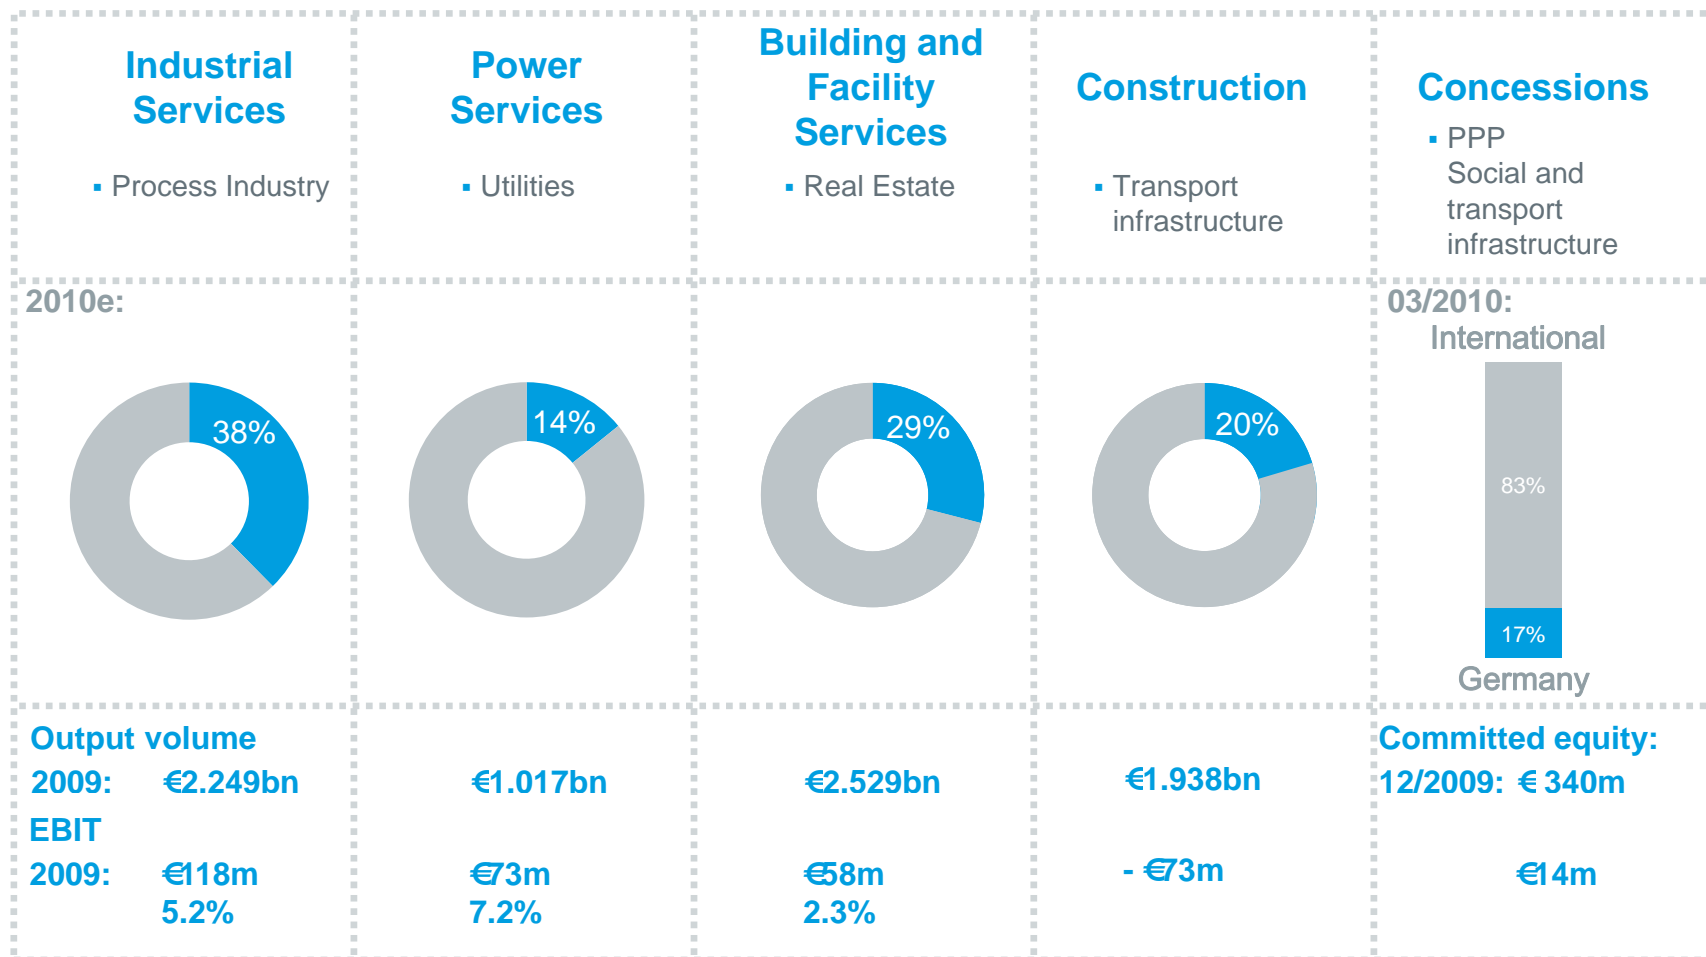 Industrial
Services
▪ Process Industry
Power
Services
▪ Utilities
Building and
Facility
Services
▪ Real Estate
Construction
▪ Transport
infrastructure
Concessions
▪ PPP
Social and
transport
infrastructure
2010e:
38%
14%
29%
20%
03/2010:
International
83%
17%
Germany
Output volume
2009: €2.249bn
€1.017bn
€2.529bn
€1.938bn
Committed equity:
12/2009: € 340m
EBIT
2009: €118m
5.2%
€73m
7.2%
€58m
2.3%
- €73m
€14m